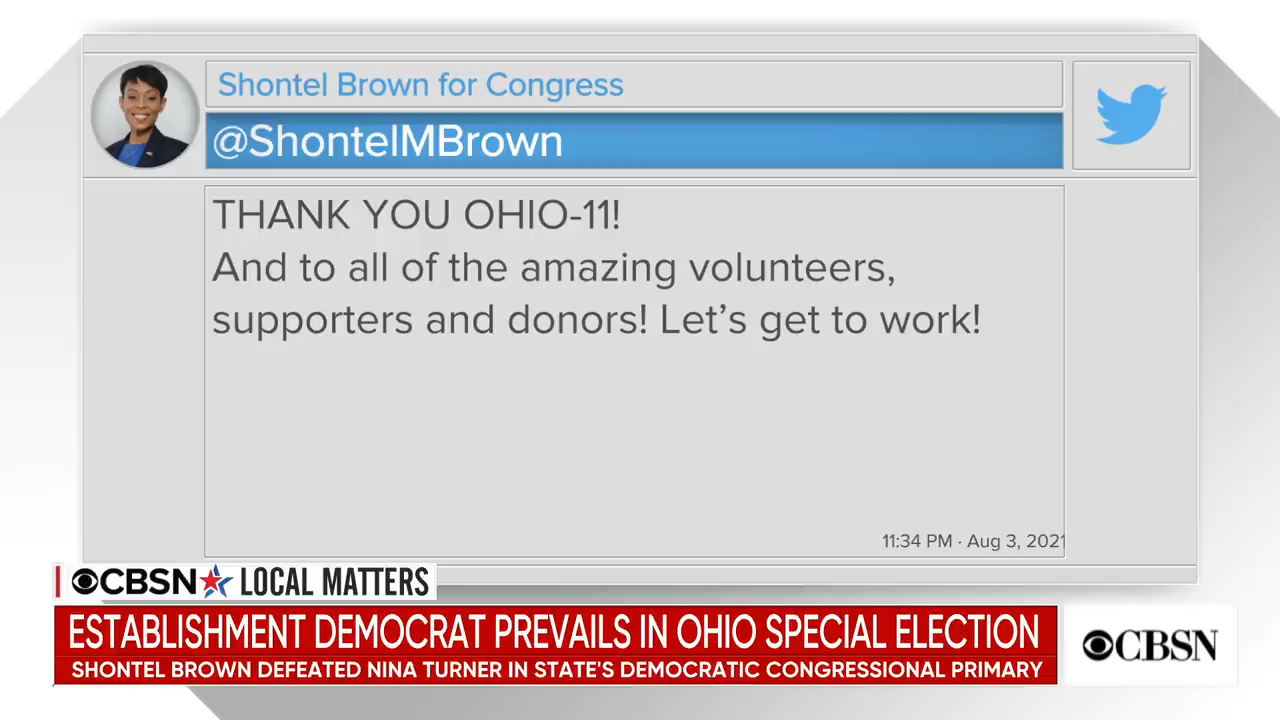 Shontel Brown for Congress
@ShontelMBrown
THANK YOU OHIO-11!
And to all of the amazing volunteers,
supporters and donors! Let’s get to work!
11:34 PM · Aug 3, 2021
CBSN LOCAL MATTERS
ESTABLISHMENT DEMOCRAT PREVAILS IN OHIO SPECIAL ELECTION
SHONTEL BROWN DEFEATED NINA TURNER IN STATE'S DEMOCRATIC CONGRESSIONAL PRIMARY
CBSN